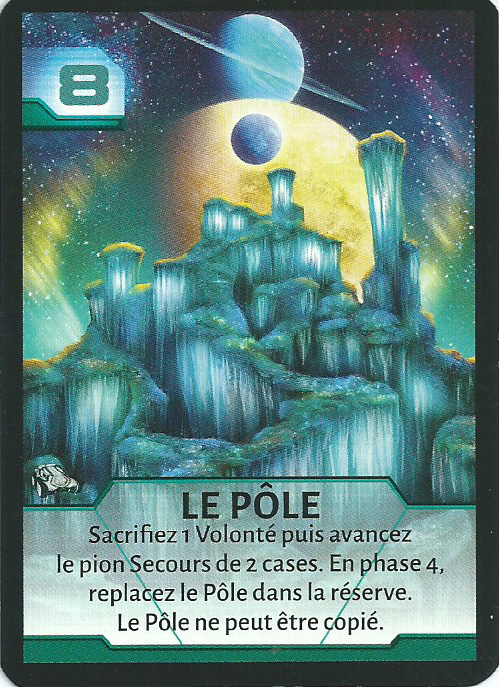 8
LE PÔLE
Sacrifiez 1 Volonté puis avancez
le pion Secours de 2 cases. En phase 4,
replacez le Pôle dans la réserve.
Le Pôle ne peut être copié.